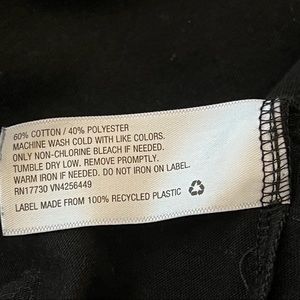 60% COTTON / 40% POLYESTER
MACHINE WASH COLD WITH LIKE COLORS.
ONLY NON-CHLORINE BLEACH IF NEEDED.
TUMBLE DRY LOW. REMOVE PROMPTLY.
WARM IRON IF NEEDED. DO NOT IRON ON LABEL.
RN17730 VN4256449
LABEL MADE FROM 100% RECYCLED PLASTIC